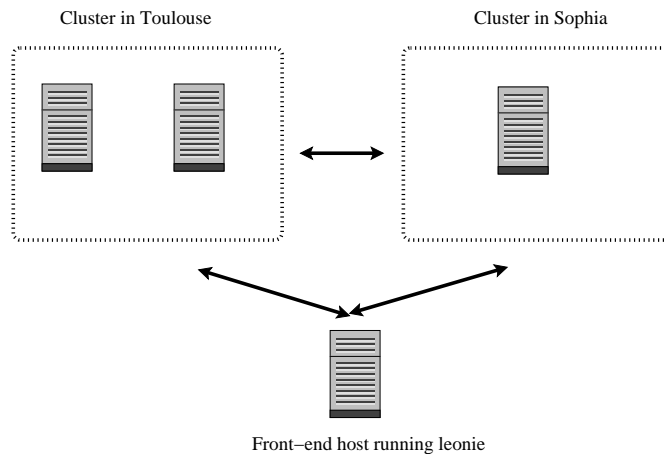 Cluster in Toulouse
Cluster in Sophia
Front−end host running leonie